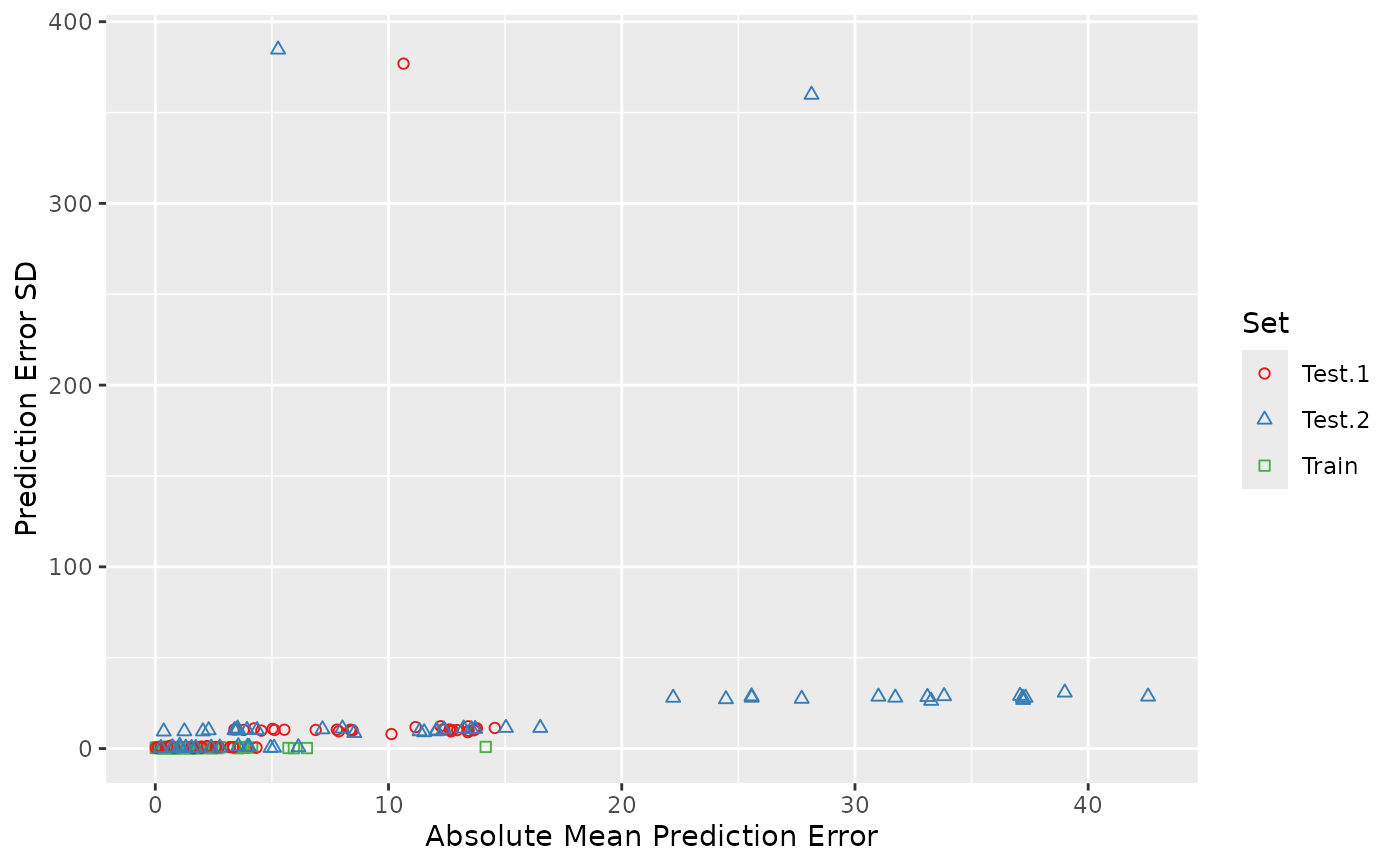 400
300
200
100
0
Prediction Error SD
0 10 20 30 40
Absolute Mean Prediction Error
Set
Test.1
Test.2
Train